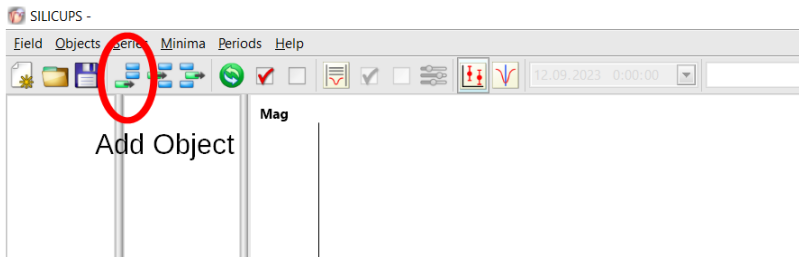 SILICUPS -
Field Objects Series Minima Periods Help
12.09.2023 0:00:00
Mag
Add Object